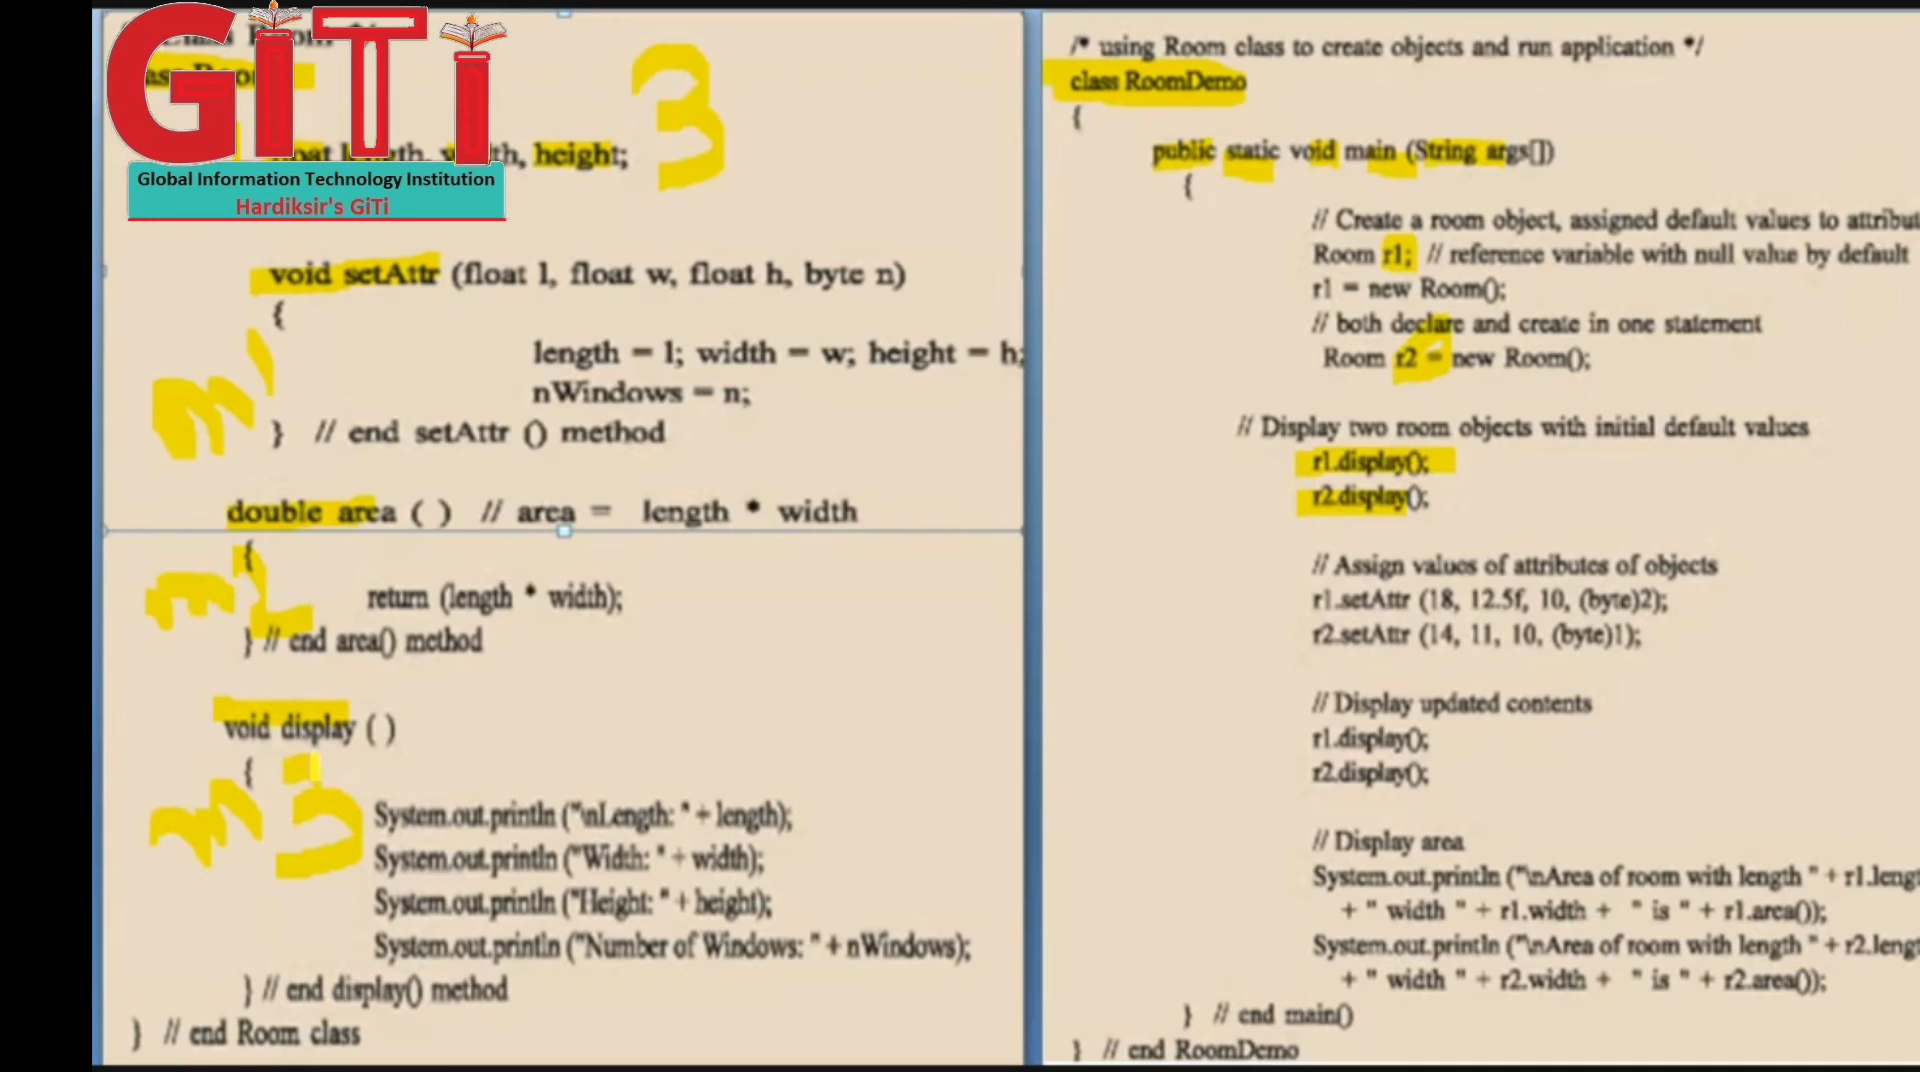 GiTi
Global Information Technology Institution
Hardiksir's GiTi
height;
3
void setAttr (float l, float w, float h, byte n)
{
length = l; width = w; height = h;
nWindows = n;
} // end setAttr () method
m1
double area ( ) // area = length * width
{
m2
return (length * width);
} // end area() method
void display ( )
{
m3
System.out.println ("\nLength: " + length);
System.out.println ("Width: " + width);
System.out.println ("Height: " + height);
System.out.println ("Number of Windows: " + nWindows);
} // end display() method
} // end Room class
/* using Room class to create objects and run application */
class RoomDemo
{
public static void main (String args[])
{
// Create a room object, assigned default values to attribut
Room r1; // reference variable with null value by default
r1 = new Room();
// both declare and create in one statement
Room r2 = new Room();
// Display two room objects with initial default values
r1.display();
r2.display();
// Assign values of attributes of objects
r1.setAttr (18, 12.5f, 10, (byte)2);
r2.setAttr (14, 11, 10, (byte)1);
// Display updated contents
r1.display();
r2.display();
// Display area
System.out.println ("\nArea of room with length " + r1.lengt
+ " width " + r1.width + " is " + r1.area());
System.out.println ("\nArea of room with length " + r2.lengt
+ " width " + r2.width + " is " + r2.area());
} // end main()
} // end RoomDemo